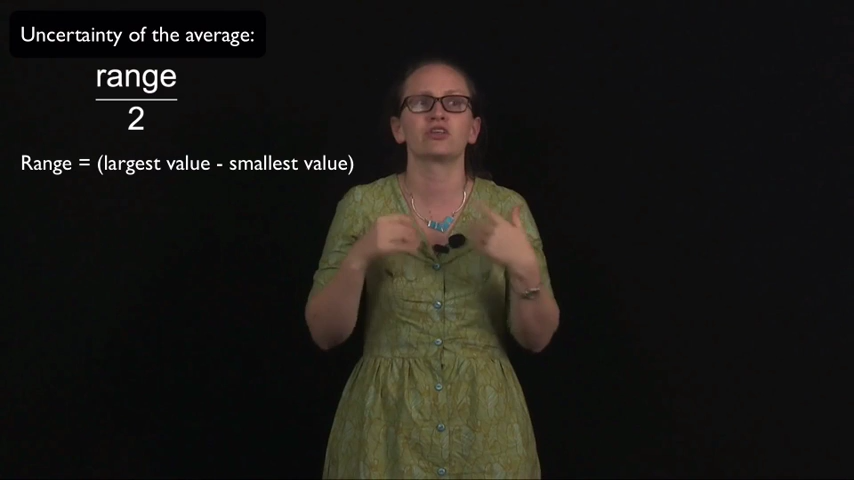 Uncertainty of the average:
range
2
Range = (largest value - smallest value)